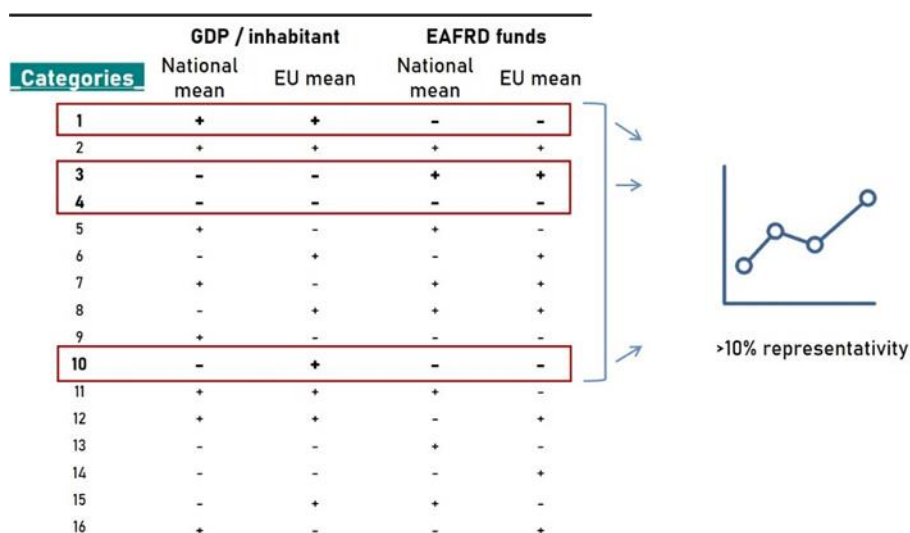 GDP / inhabitant EAFRD funds
Categories National mean EU mean National mean EU mean
1 + + - -
2 + + + +
3 - - + +
4 - - - -
5 + - + -
6 - + - +
7 + - + +
8 - + + +
9 + - - -
10 - + - -
11 + + + -
12 + + - +
13 - - + -
14 - - - +
15 - + + -
16 + - - +
>10% representativity